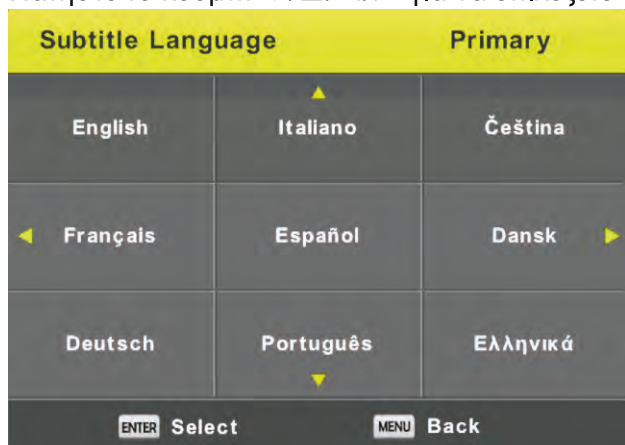 Subtitle Language Primary
English Italiano Čeština
Français Español Dansk
Deutsch Português Ελληνικά
ENTER Select MENU Back